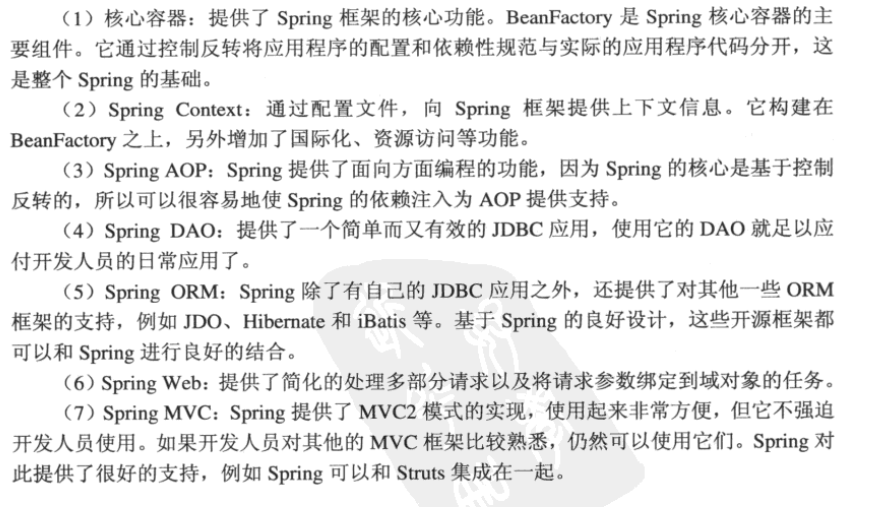 （1）核心容器：提供了 Spring 框架的核心功能。BeanFactory 是 Spring 核心容器的主
要组件。它通过控制反转将应用程序的配置和依赖性规范与实际的应用程序代码分开，这
是整个 Spring 的基础。
（2）Spring Context：通过配置文件，向 Spring 框架提供上下文信息。它构建在
BeanFactory 之上，另外增加了国际化、资源访问等功能。
（3）Spring AOP：Spring 提供了面向方面编程的功能，因为 Spring 的核心是基于控制
反转的，所以可以很容易地使 Spring 的依赖注入为 AOP 提供支持。
（4）Spring DAO：提供了一个简单而又有效的 JDBC 应用，使用它的 DAO 就足以应
付开发人员的日常应用了。
（5）Spring ORM：Spring 除了有自己的 JDBC 应用之外，还提供了对其他一些 ORM
框架的支持，例如 JDO、Hibernate 和 iBatis 等。基于 Spring 的良好设计，这些开源框架都
可以和 Spring 进行良好的结合。
（6）Spring Web：提供了简化的处理多部分请求以及将请求参数绑定到域对象的任务。
（7）Spring MVC：Spring 提供了 MVC2 模式的实现，使用起来非常方便，但它不强迫
开发人员使用。如果开发人员对其他的 MVC 框架比较熟悉，仍然可以使用它们。Spring 对
此提供了很好的支持，例如 Spring 可以和 Struts 集成在一起。